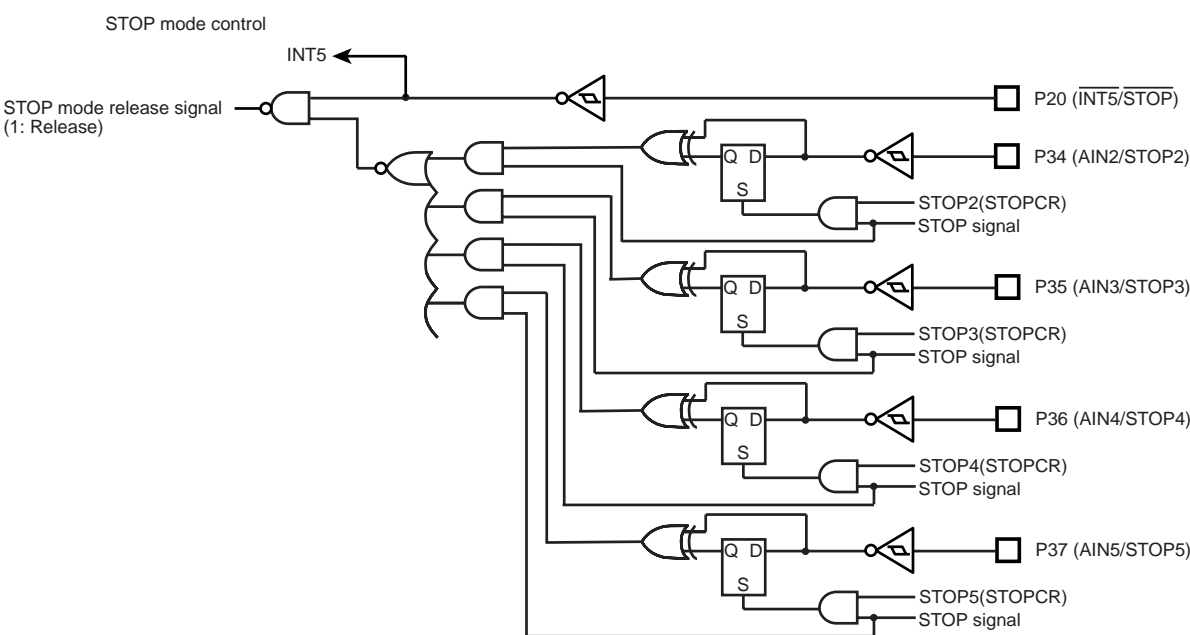 STOP mode control
INT5
STOP mode release signal
(1: Release)
P20 (INT5/STOP)
P34 (AIN2/STOP2)
Q D
S
STOP2(STOPCR)
STOP signal
P35 (AIN3/STOP3)
Q D
S
STOP3(STOPCR)
STOP signal
P36 (AIN4/STOP4)
Q D
S
STOP4(STOPCR)
STOP signal
P37 (AIN5/STOP5)
Q D
S
STOP5(STOPCR)
STOP signal